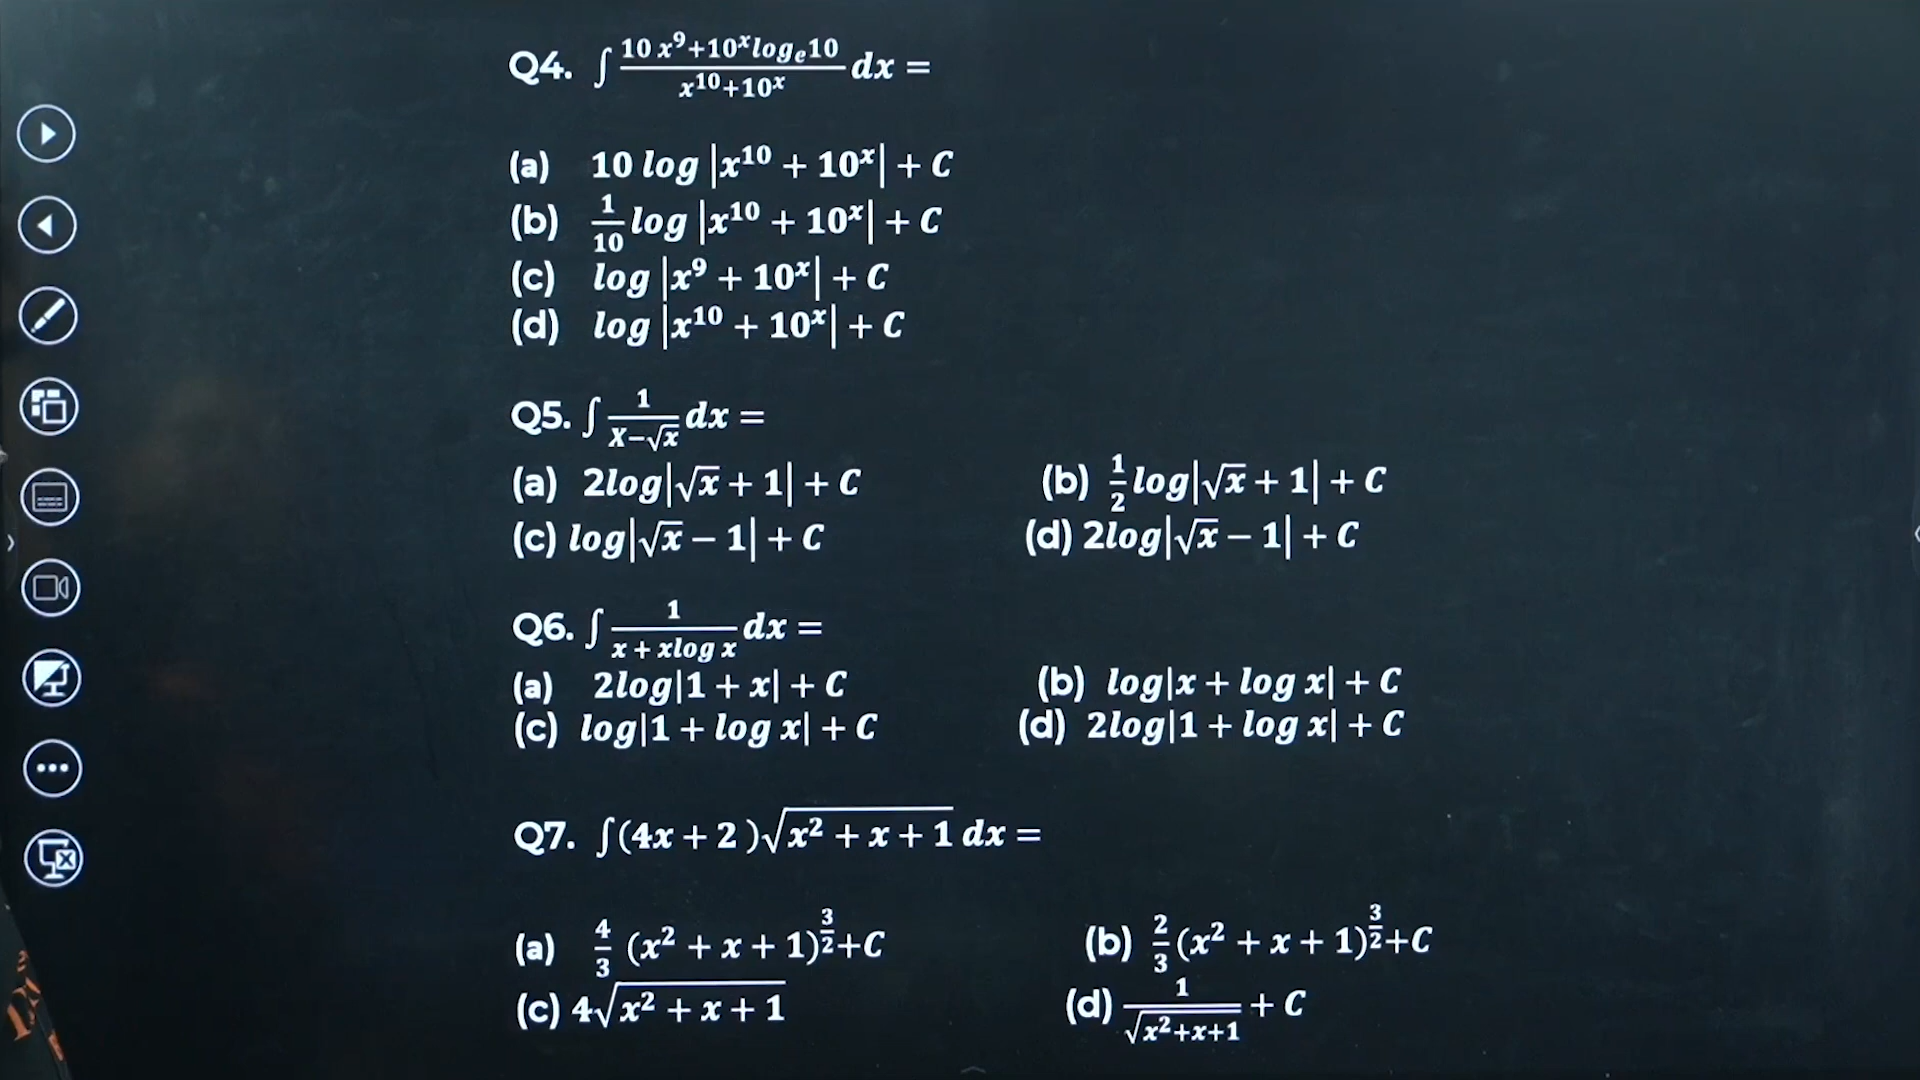 Q4. ∫ (10 x⁹+10ˣlogₑ10)/(x¹⁰+10ˣ) dx =
(a) 10 log |x¹⁰ + 10ˣ| + C
(b) 1/10 log |x¹⁰ + 10ˣ| + C
(c) log |x⁹ + 10ˣ| + C
(d) log |x¹⁰ + 10ˣ| + C
Q5. ∫ 1/(X−√x) dx =
(a) 2log|√x + 1| + C (b) 1/2 log|√x + 1| + C
(c) log|√x − 1| + C (d) 2log|√x − 1| + C
Q6. ∫ 1/(x + xlog x) dx =
(a) 2log|1 + x| + C (b) log|x + log x| + C
(c) log|1 + log x| + C (d) 2log|1 + log x| + C
Q7. ∫(4x + 2 )√(x² + x + 1) dx =
(a) 4/3 (x² + x + 1)^(3/2)+C (b) 2/3 (x² + x + 1)^(3/2)+C
(c) 4√(x² + x + 1) (d) 1/√(x²+x+1) + C